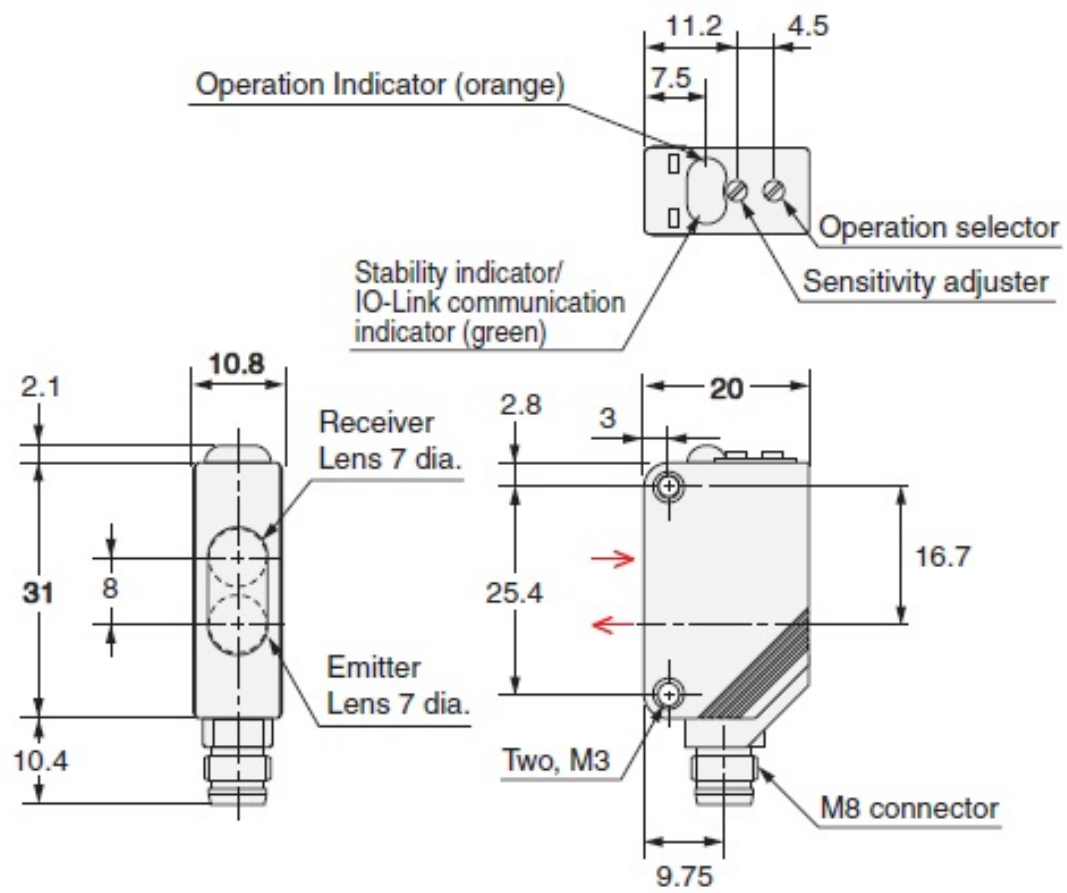 11.2
4.5
7.5
Operation Indicator (orange)
Operation selector
Sensitivity adjuster
Stability indicator/
IO-Link communication
indicator (green)
10.8
2.1
Receiver
Lens 7 dia.
31
8
Emitter
Lens 7 dia.
10.4
20
2.8
3
25.4
16.7
Two, M3
M8 connector
9.75